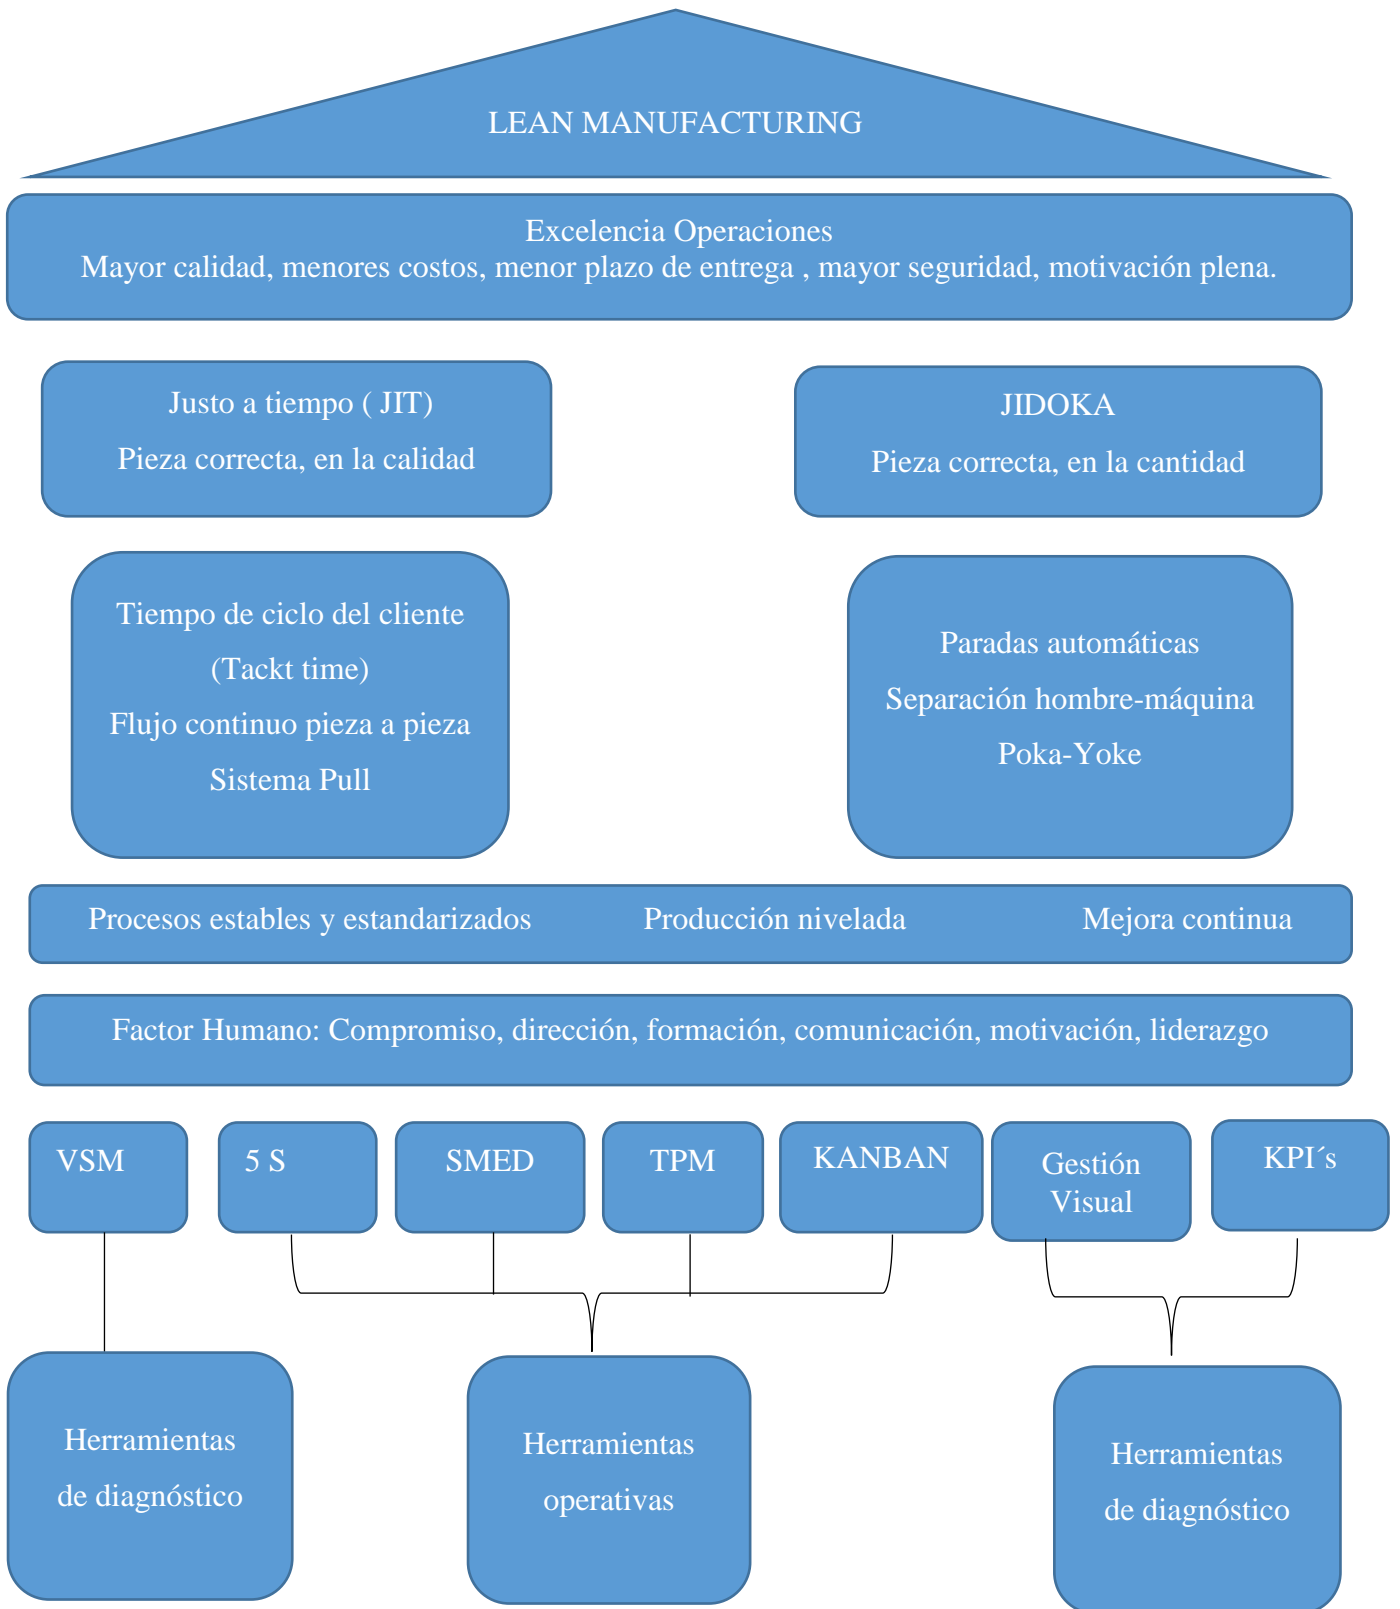 LEAN MANUFACTURING
Excelencia Operaciones
Mayor calidad, menores costos, menor plazo de entrega , mayor seguridad, motivación plena.
Justo a tiempo ( JIT)
Pieza correcta, en la calidad
JIDOKA
Pieza correcta, en la cantidad
Tiempo de ciclo del cliente
(Tackt time)
Flujo continuo pieza a pieza
Sistema Pull
Paradas automáticas
Separación hombre-máquina
Poka-Yoke
Procesos estables y estandarizados Producción nivelada Mejora continua
Factor Humano: Compromiso, dirección, formación, comunicación, motivación, liderazgo
VSM
5 S
SMED
TPM
KANBAN
Gestión
Visual
KPI´s
Herramientas
de diagnóstico
Herramientas
operativas
Herramientas
de diagnóstico